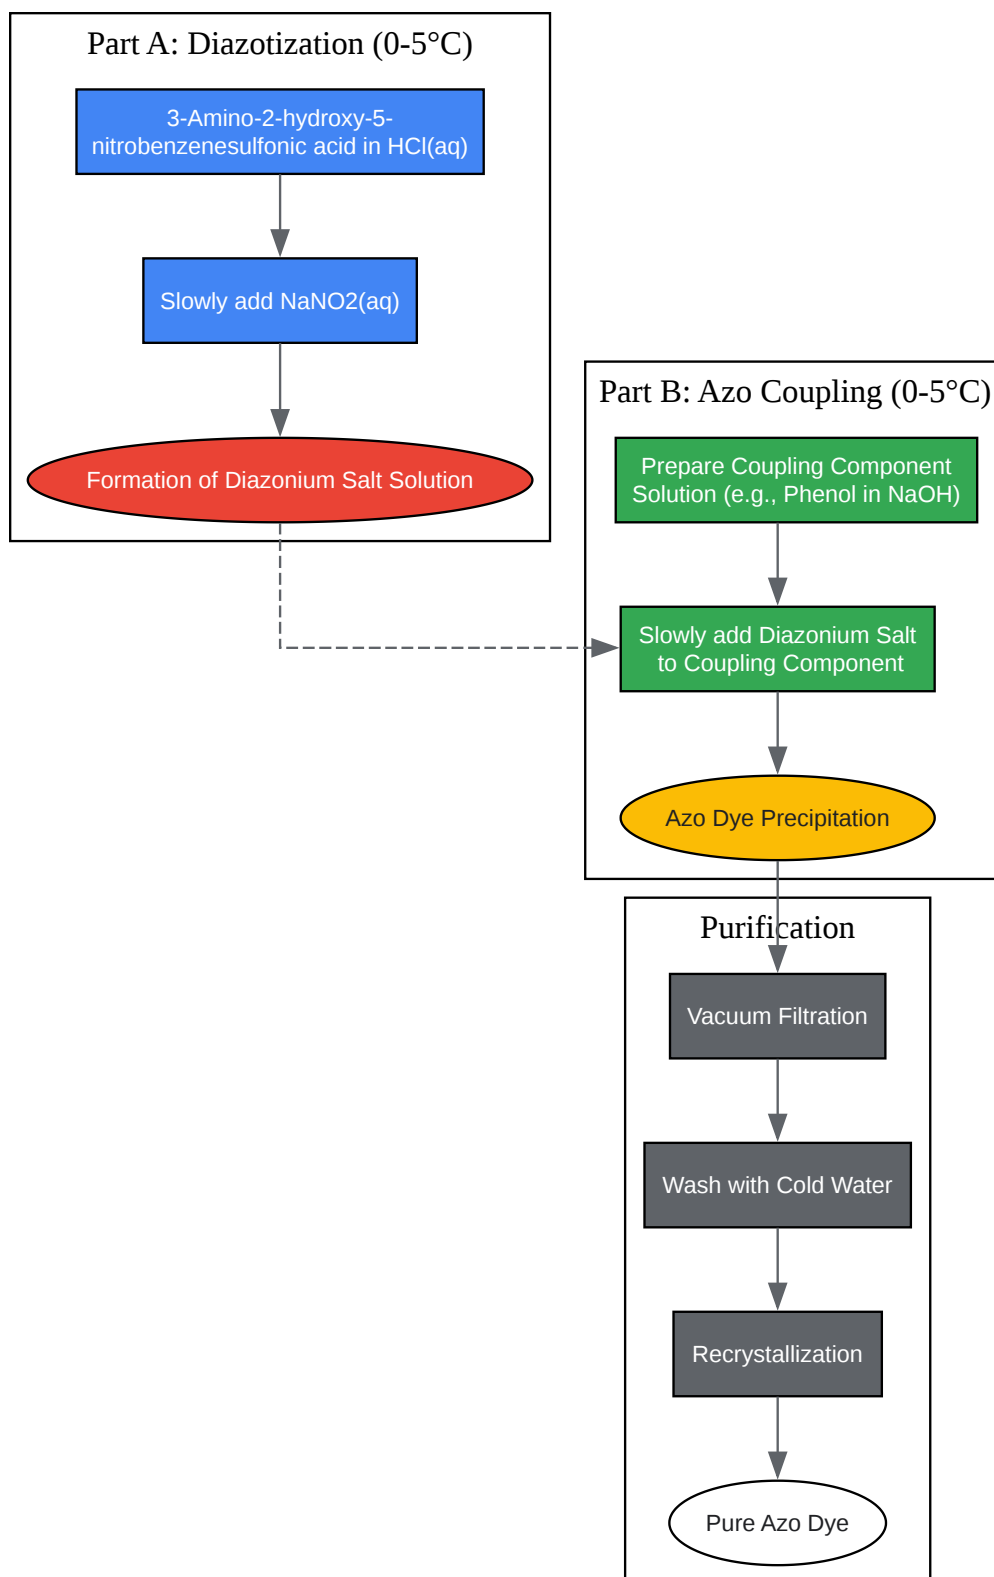 Part A: Diazotization (0-5°C)
3-Amino-2-hydroxy-5-
nitrobenzenesulfonic acid in HCl(aq)
Slowly add NaNO2(aq)
Formation of Diazonium Salt Solution
Part B: Azo Coupling (0-5°C)
Prepare Coupling Component
Solution (e.g., Phenol in NaOH)
Slowly add Diazonium Salt
to Coupling Component
Azo Dye Precipitation
Purification
Vacuum Filtration
Wash with Cold Water
Recrystallization
Pure Azo Dye